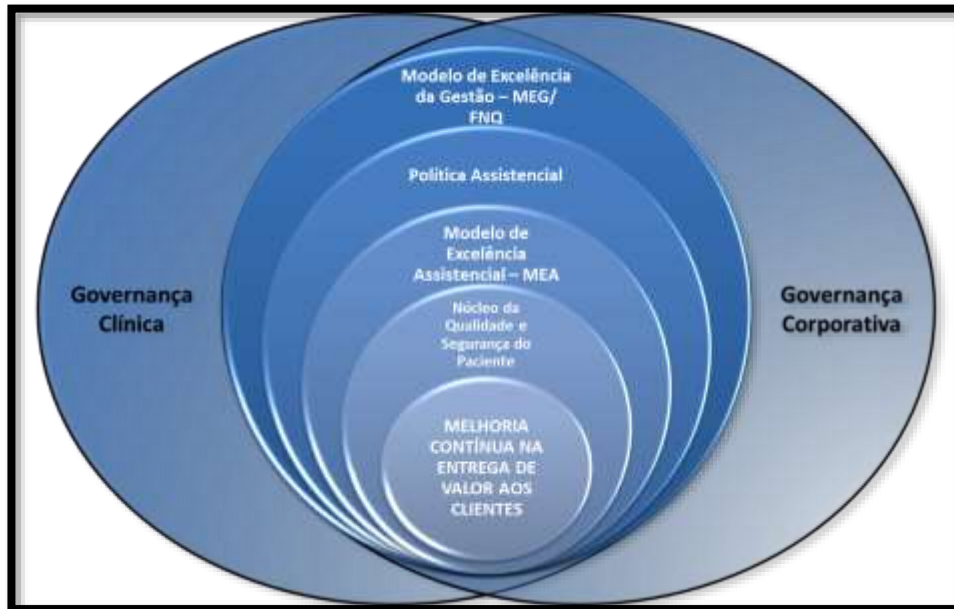 Modelo de Excelência
da Gestão – MEG/
FNQ
Política Assistencial
Modelo de
Excelência
Assistencial – MEA
Núcleo da
Qualidade e
Segurança do
Paciente
MELHORIA
CONTÍNUA NA
ENTREGA DE
VALOR AOS
CLIENTES
Governança
Clínica
Governança
Corporativa